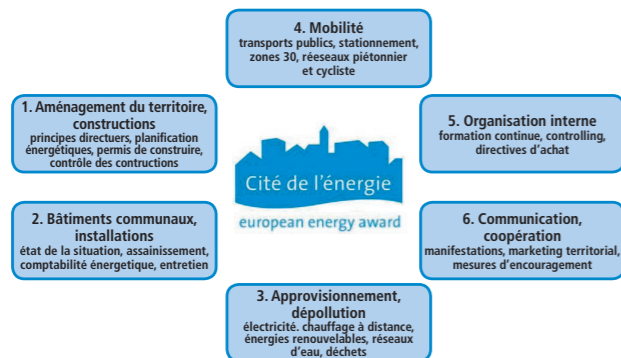 4. Mobilité
transports publics, stationnement,
zones 30, réeseaux piétonnier
et cycliste
1. Aménagement du territoire,
constructions
principes directuers, planification
énergétiques, permis de construire,
contrôle des contructions
5. Organisation interne
formation continue, controlling,
directives d'achat
Cité de l'énergie
european energy award
2. Bâtiments communaux,
installations
état de la situation, assainissement,
comptabilité énergetique, entretien
6. Communication,
coopération
manifestations, marketing territorial,
mesures d'encouragement
3. Approvisionnement,
dépollution
électricité. chauffage à distance,
énergies renouvelables, réseaux
d'eau, déchets